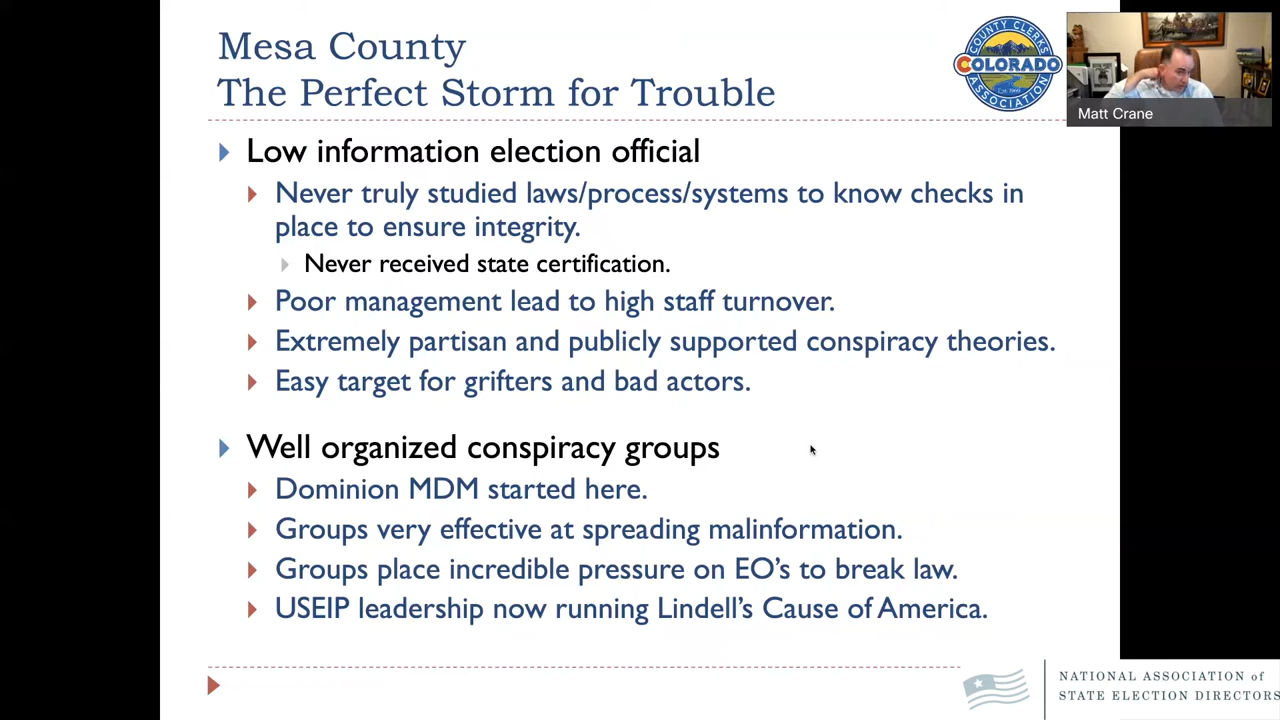 Mesa County
The Perfect Storm for Trouble
COUNTY CLERKS
COLORADO
ASSOCIATION
Matt Crane
Low information election official
Never truly studied laws/process/systems to know checks in
place to ensure integrity.
Never received state certification.
Poor management lead to high staff turnover.
Extremely partisan and publicly supported conspiracy theories.
Easy target for grifters and bad actors.
Well organized conspiracy groups
Dominion MDM started here.
Groups very effective at spreading malinformation.
Groups place incredible pressure on EO's to break law.
USEIP leadership now running Lindell's Cause of America.
NATIONAL ASSOCIATION of
STATE ELECTION DIRECTORS